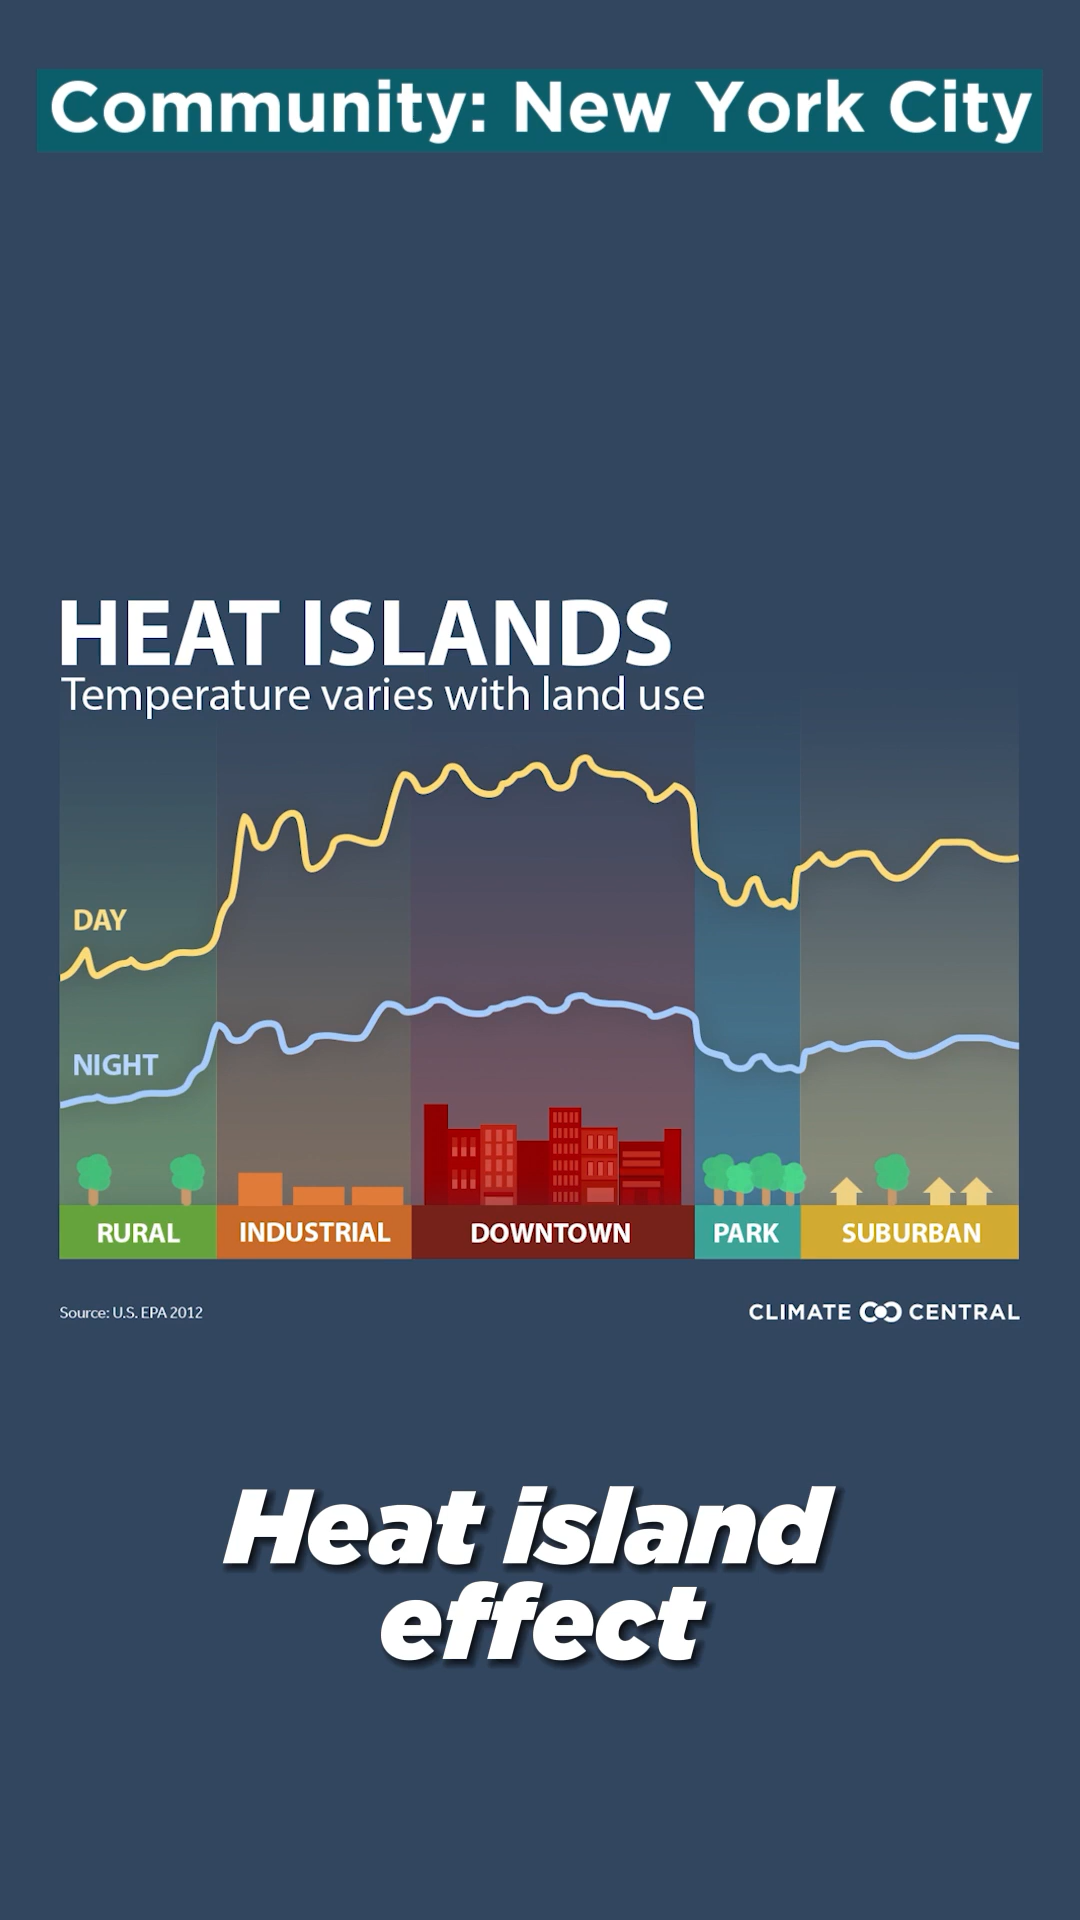 Community: New York City
HEAT ISLANDS
Temperature varies with land use
DAY
NIGHT
RURAL
INDUSTRIAL
DOWNTOWN
PARK
SUBURBAN
Source: U.S. EPA 2012
CLIMATE CENTRAL
Heat island
effect